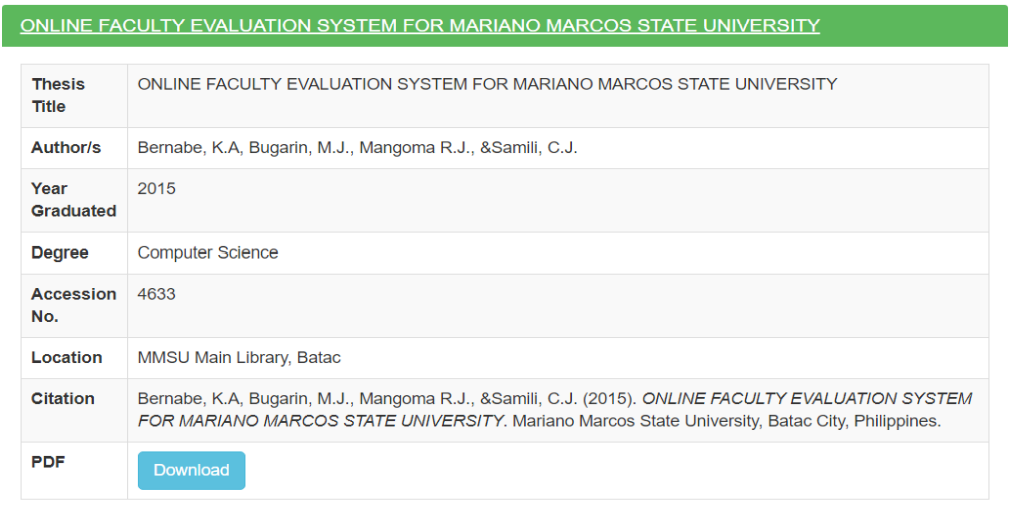 ONLINE FACULTY EVALUATION SYSTEM FOR MARIANO MARCOS STATE UNIVERSITY
Thesis Title
ONLINE FACULTY EVALUATION SYSTEM FOR MARIANO MARCOS STATE UNIVERSITY
Author/s
Bernabe, K.A, Bugarin, M.J., Mangoma R.J., &Samili, C.J.
Year Graduated
2015
Degree
Computer Science
Accession No.
4633
Location
MMSU Main Library, Batac
Citation
Bernabe, K.A, Bugarin, M.J., Mangoma R.J., &Samili, C.J. (2015). ONLINE FACULTY EVALUATION SYSTEM
FOR MARIANO MARCOS STATE UNIVERSITY. Mariano Marcos State University, Batac City, Philippines.
PDF
Download